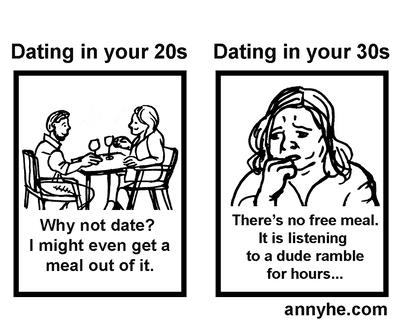 Dating in your 20s
Why not date?
I might even get a
meal out of it.
Dating in your 30s
There's no free meal.
It is listening
to a dude ramble
for hours...
annyhe.com